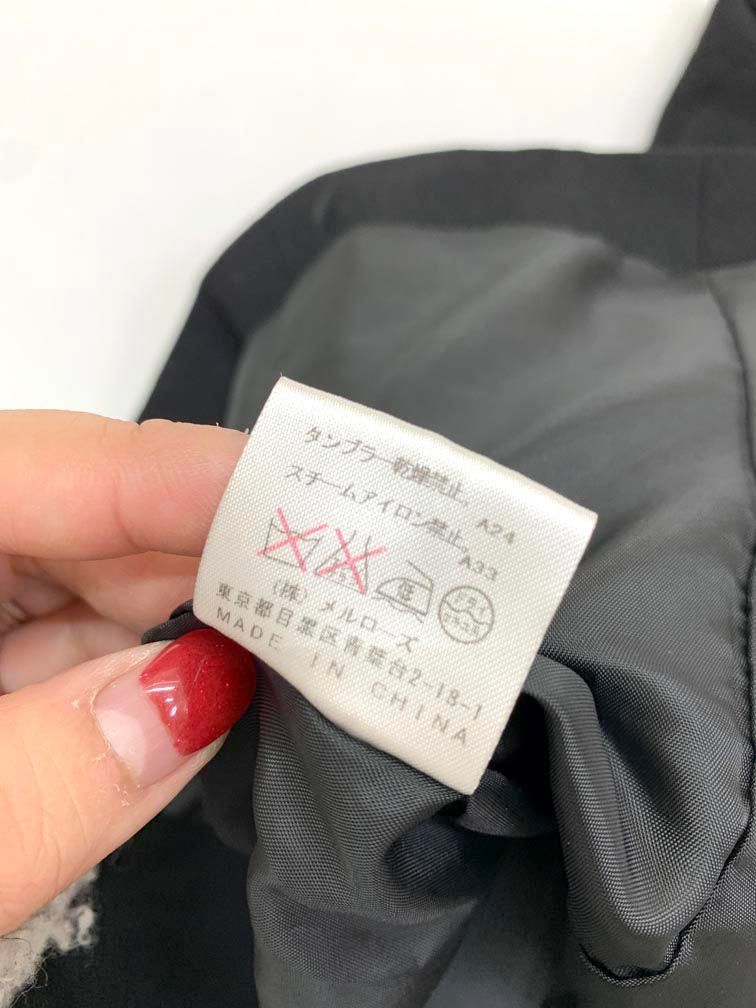 タンブラー乾燥禁止, A24
スチームアイロン禁止, A33
低
(株) メルローズ
東京都目黒区青葉台2-18-1
MADE IN CHINA